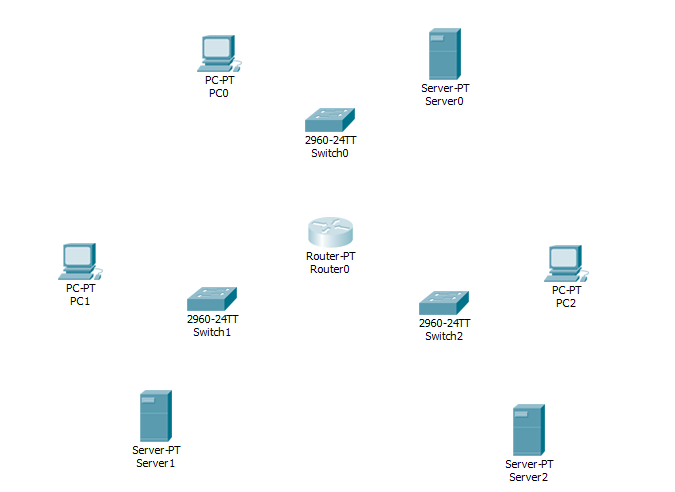 PC-PT
PC0
Server-PT
Server0
2960-24TT
Switch0
Router-PT
Router0
PC-PT
PC1
PC-PT
PC2
2960-24TT
Switch1
2960-24TT
Switch2
Server-PT
Server1
Server-PT
Server2